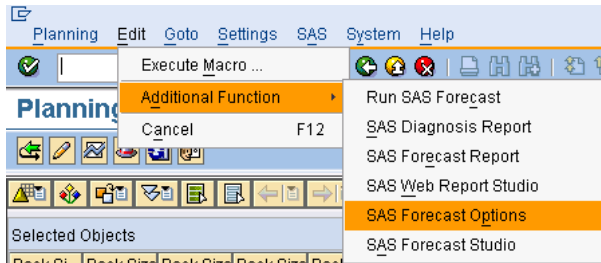 Planning Edit Goto Settings SAS System Help
Execute Macro ...
Additional Function
Cancel F12
Run SAS Forecast
SAS Diagnosis Report
SAS Forecast Report
SAS Web Report Studio
SAS Forecast Options
SAS Forecast Studio
Planning
Selected Objects